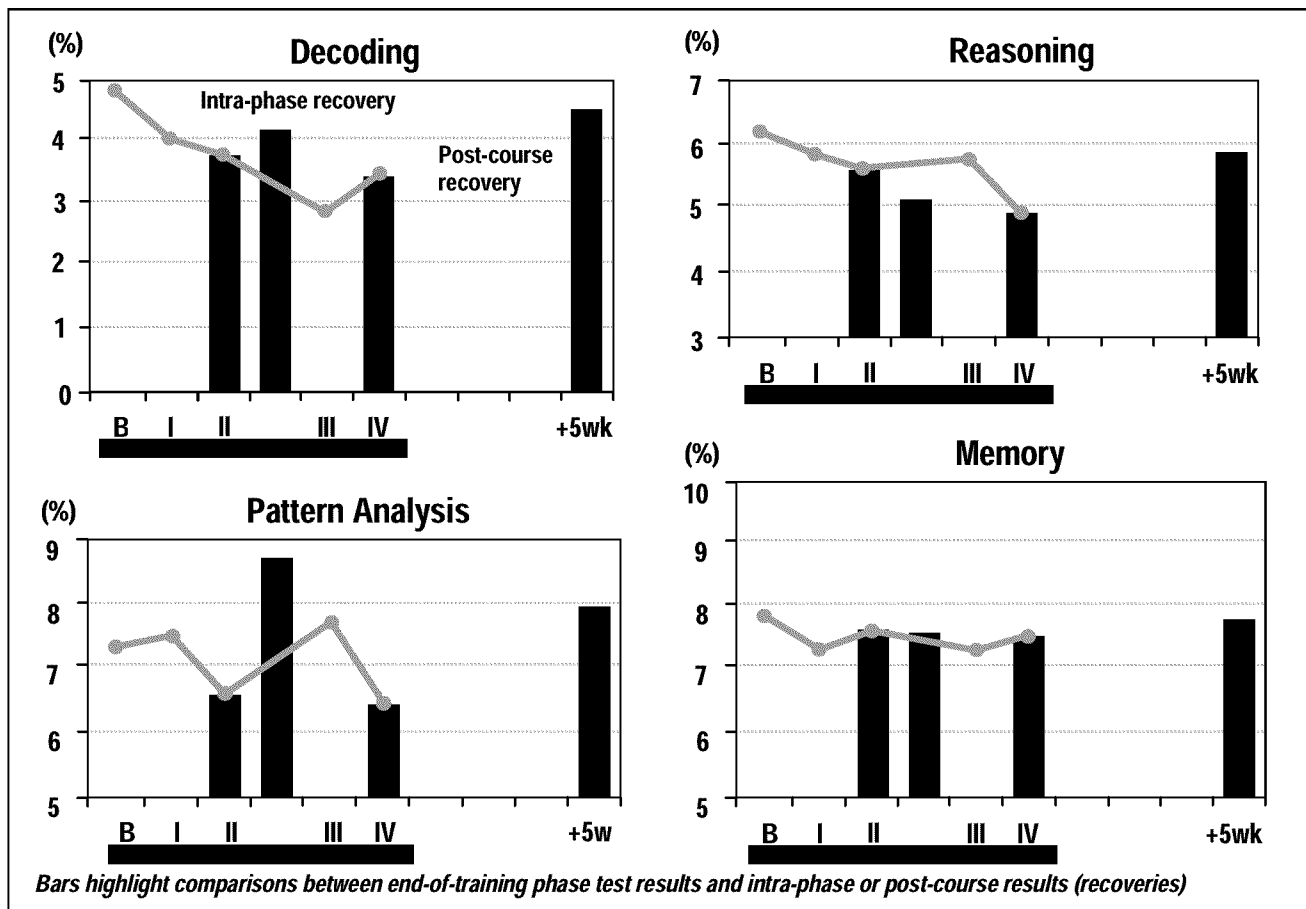 (%)
Decoding
5
4
3
2
1
0
Intra-phase recovery
Post-course
recovery
B I II III IV +5wk
(%)
Reasoning
7
6
5
4
3
B I II III IV +5wk
(%)
Pattern Analysis
9
8
7
6
5
B I II III IV +5w
(%)
Memory
10
9
8
7
6
5
B I II III IV +5wk
Bars highlight comparisons between end-of-training phase test results and intra-phase or post-course results (recoveries)